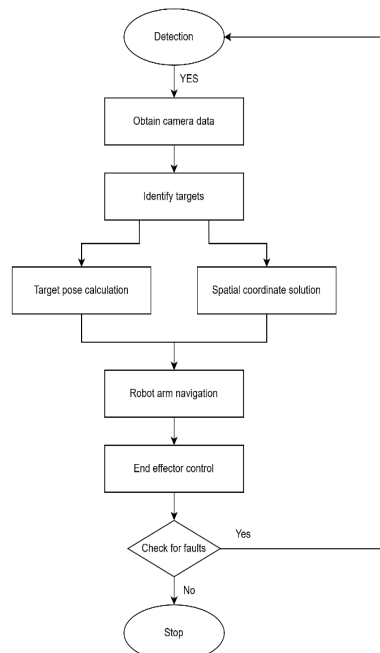 Detection
YES
Obtain camera data
Identify targets
Target pose calculation
Spatial coordinate solution
Robot arm navigation
End effector control
Check for faults
Yes
No
Stop